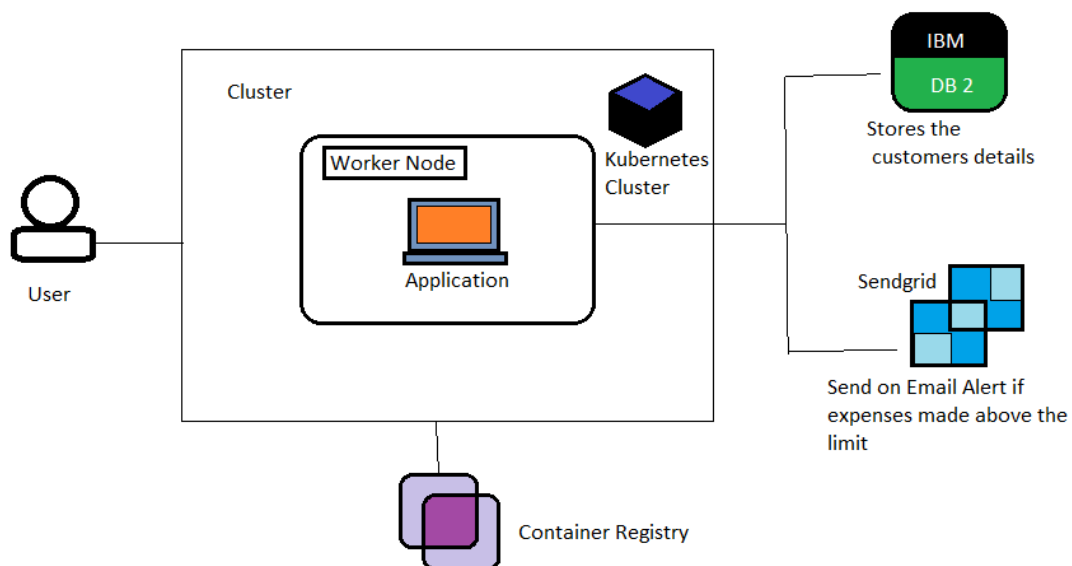 IBM
DB 2
Cluster
Stores the
customers details
Worker Node
Kubernetes
Cluster
Application
User
Sendgrid
Send on Email Alert if
expenses made above the
limit
Container Registry